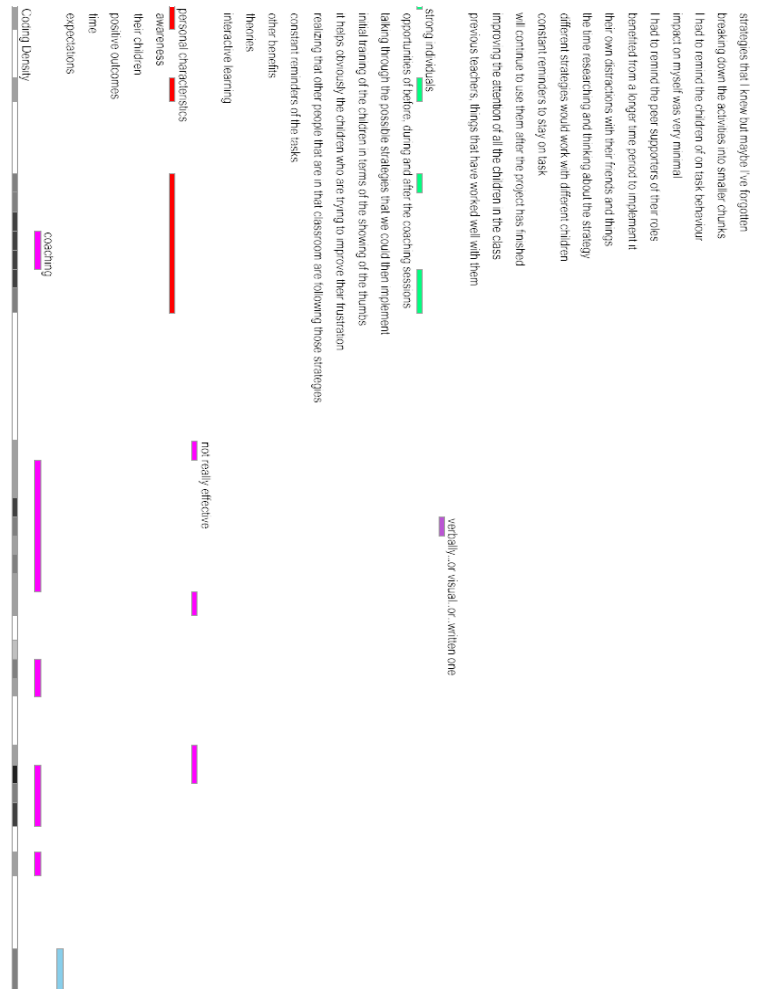 strategies that I knew but maybe I've forgotten
breaking down the activities into smaller chunks
I had to remind the children of on task behaviour
impact on myself was very minimal
I had to remind the peer supporters of their roles
benefited from a longer time period to implement it
their own distractions with their friends and things
the time researching and thinking about the strategy
different strategies would work with different children
constant reminders to stay on task
will continue to use them after the project has finished
improving the attention of all the children in the class
previous teachers, things that have worked well with them
verbally..or visual..or..written one
strong individuals
opportunities of before, during and after the coaching sessions
taking through the possible strategies that we could then implement
initial training of the children in terms of the showing of the thumbs
it helps obviously the children who are trying to improve their frustration
realizing that other people that are in that classroom are following those strategies
constant reminders of the tasks
other benefits
theories
interactive learning
not really effective
personal characteristics
awareness
their children
positive outcomes
time
expectations
coaching
Coding Density